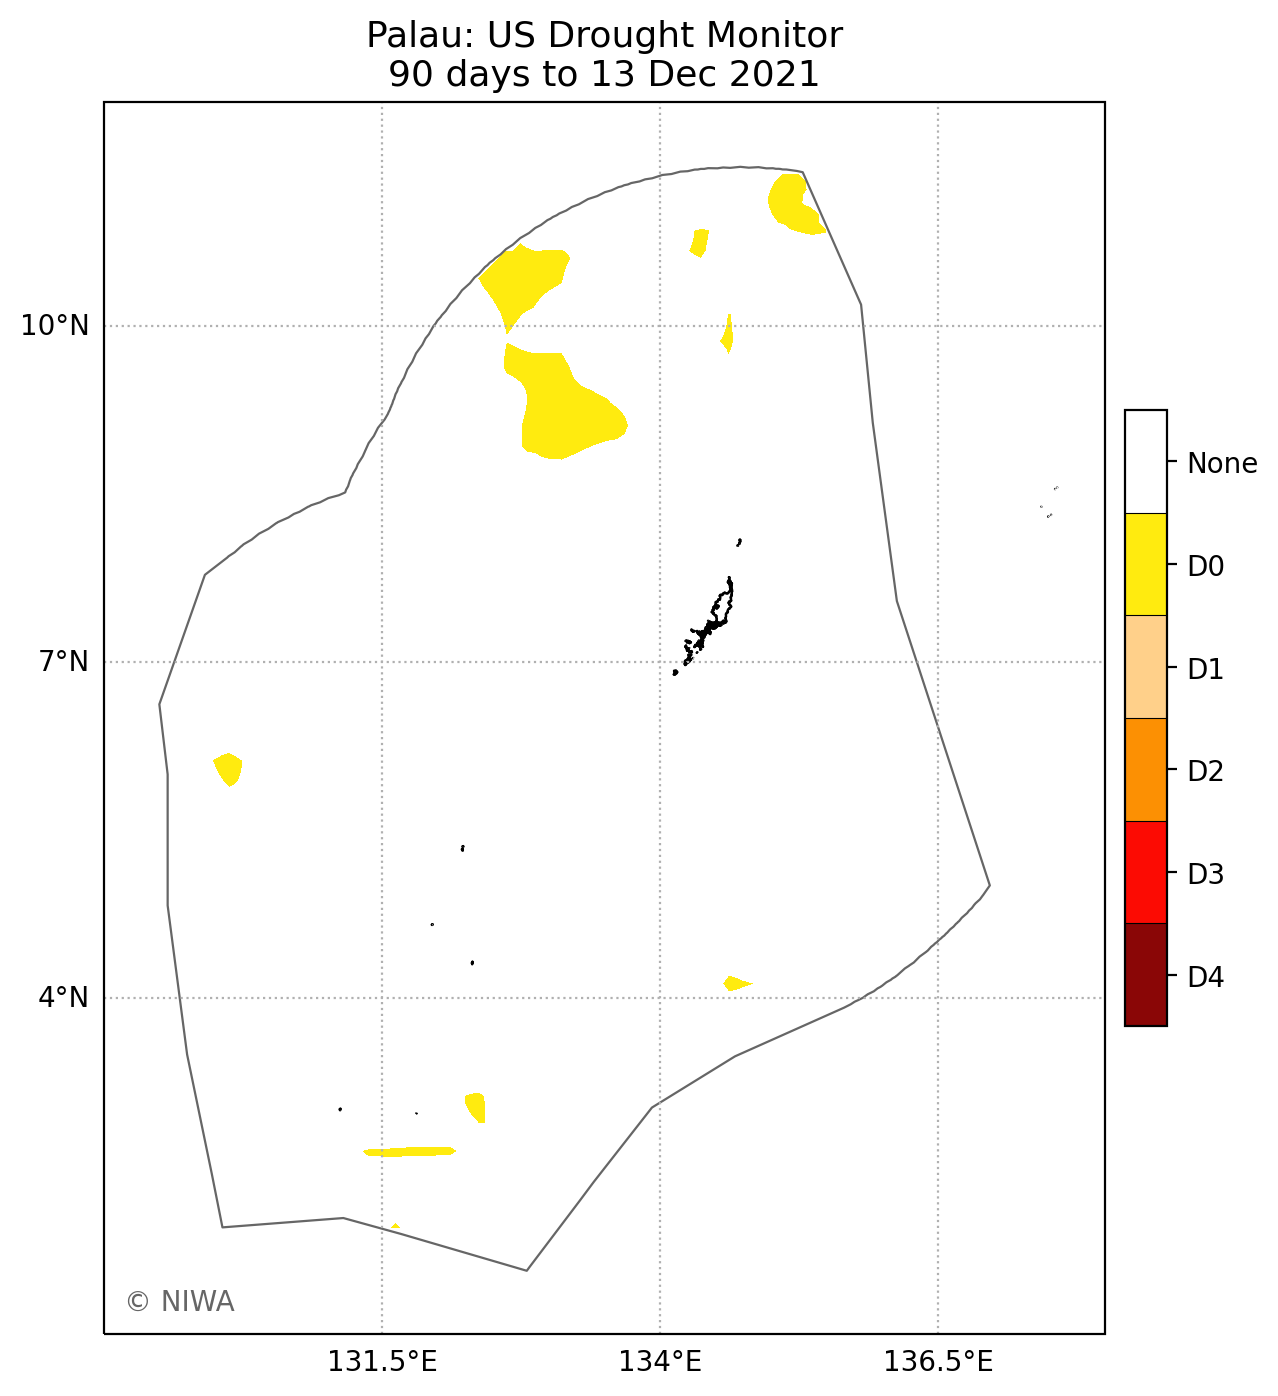 Palau: US Drought Monitor
90 days to 13 Dec 2021
10°N
7°N
4°N
131.5°E
134°E
136.5°E
None
D0
D1
D2
D3
D4
© NIWA